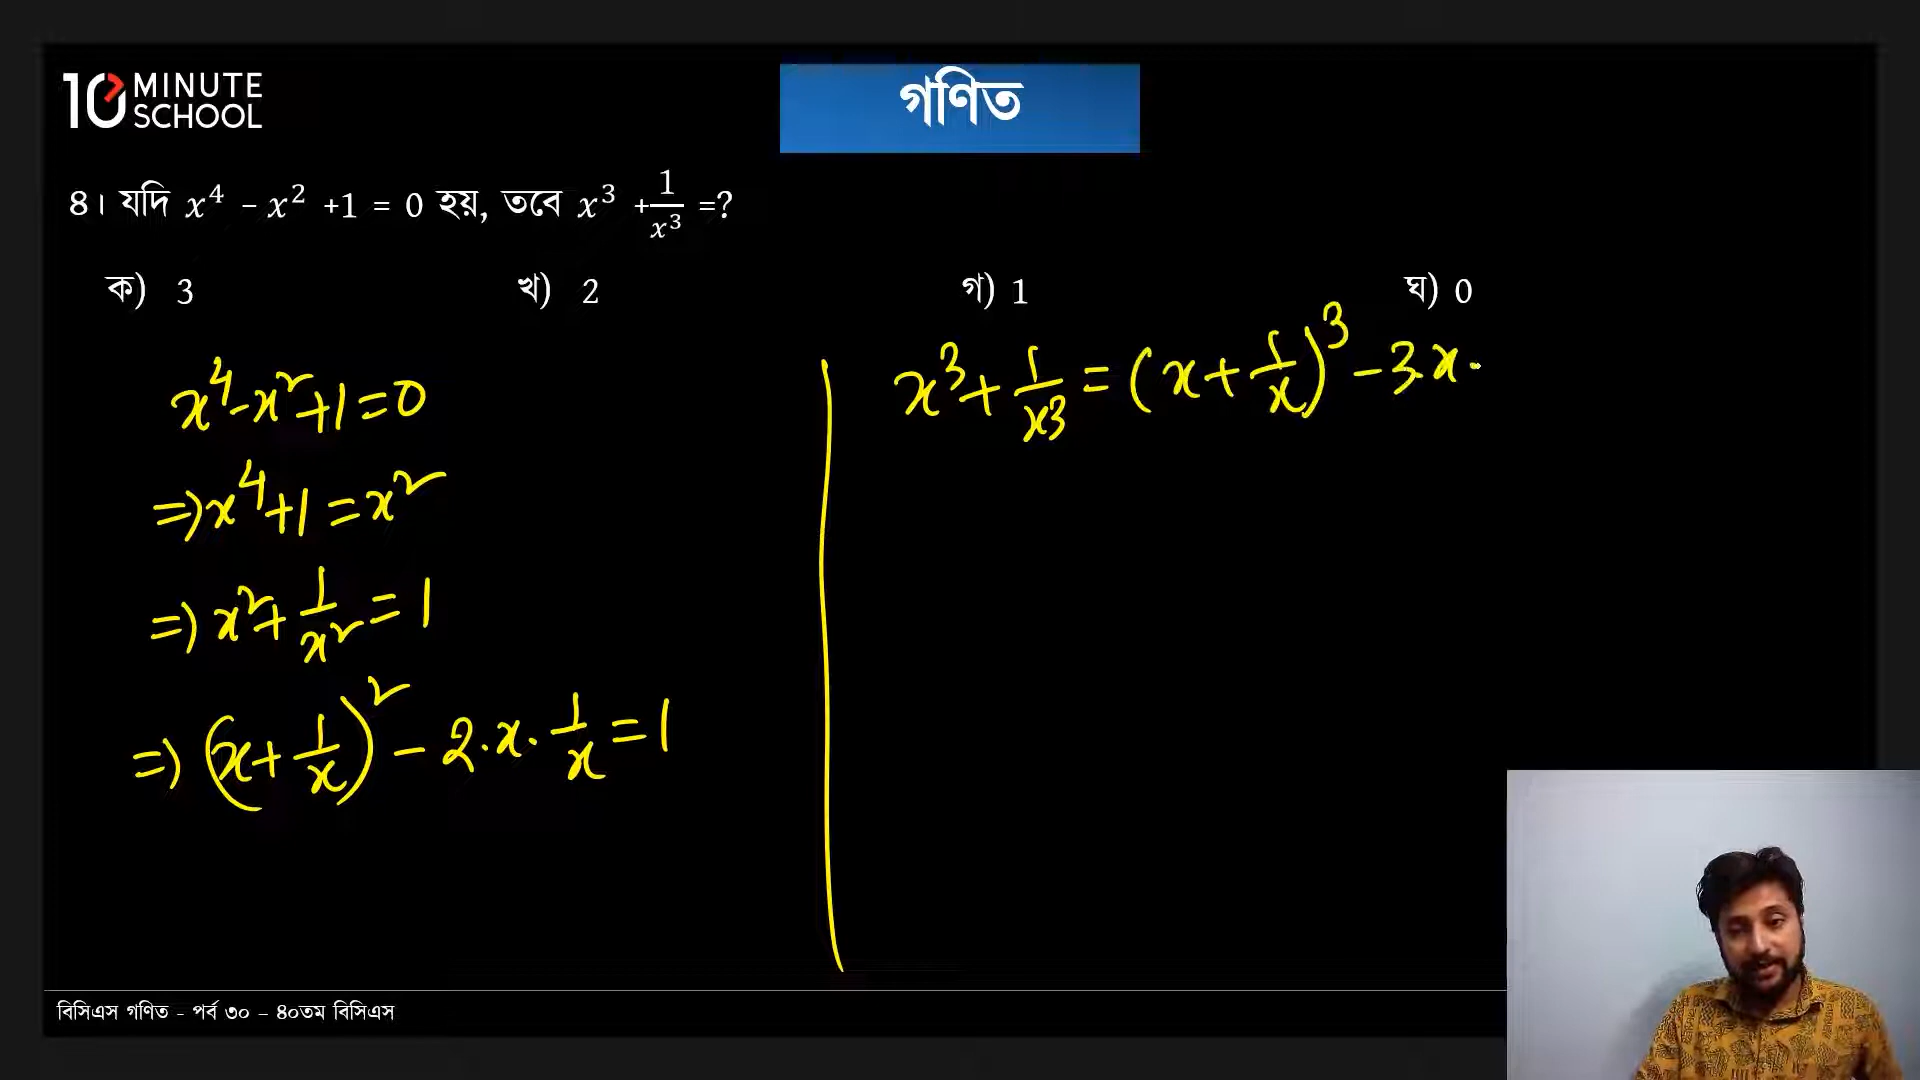 10 MINUTE SCHOOL
গণিত
৪। যদি x⁴ − x² +1 = 0 হয়, তবে x³ + 1/x³ =?
ক) 3 খ) 2 গ) 1 ঘ) 0
x⁴-x²+1=0
⇒x⁴+1=x²
⇒x²+1/x²=1
⇒(x+1/x)²-2·x·1/x=1
x³+1/x³=(x+1/x)³-3·x·
বিসিএস গণিত - পর্ব ৩০ – ৪০তম বিসিএস